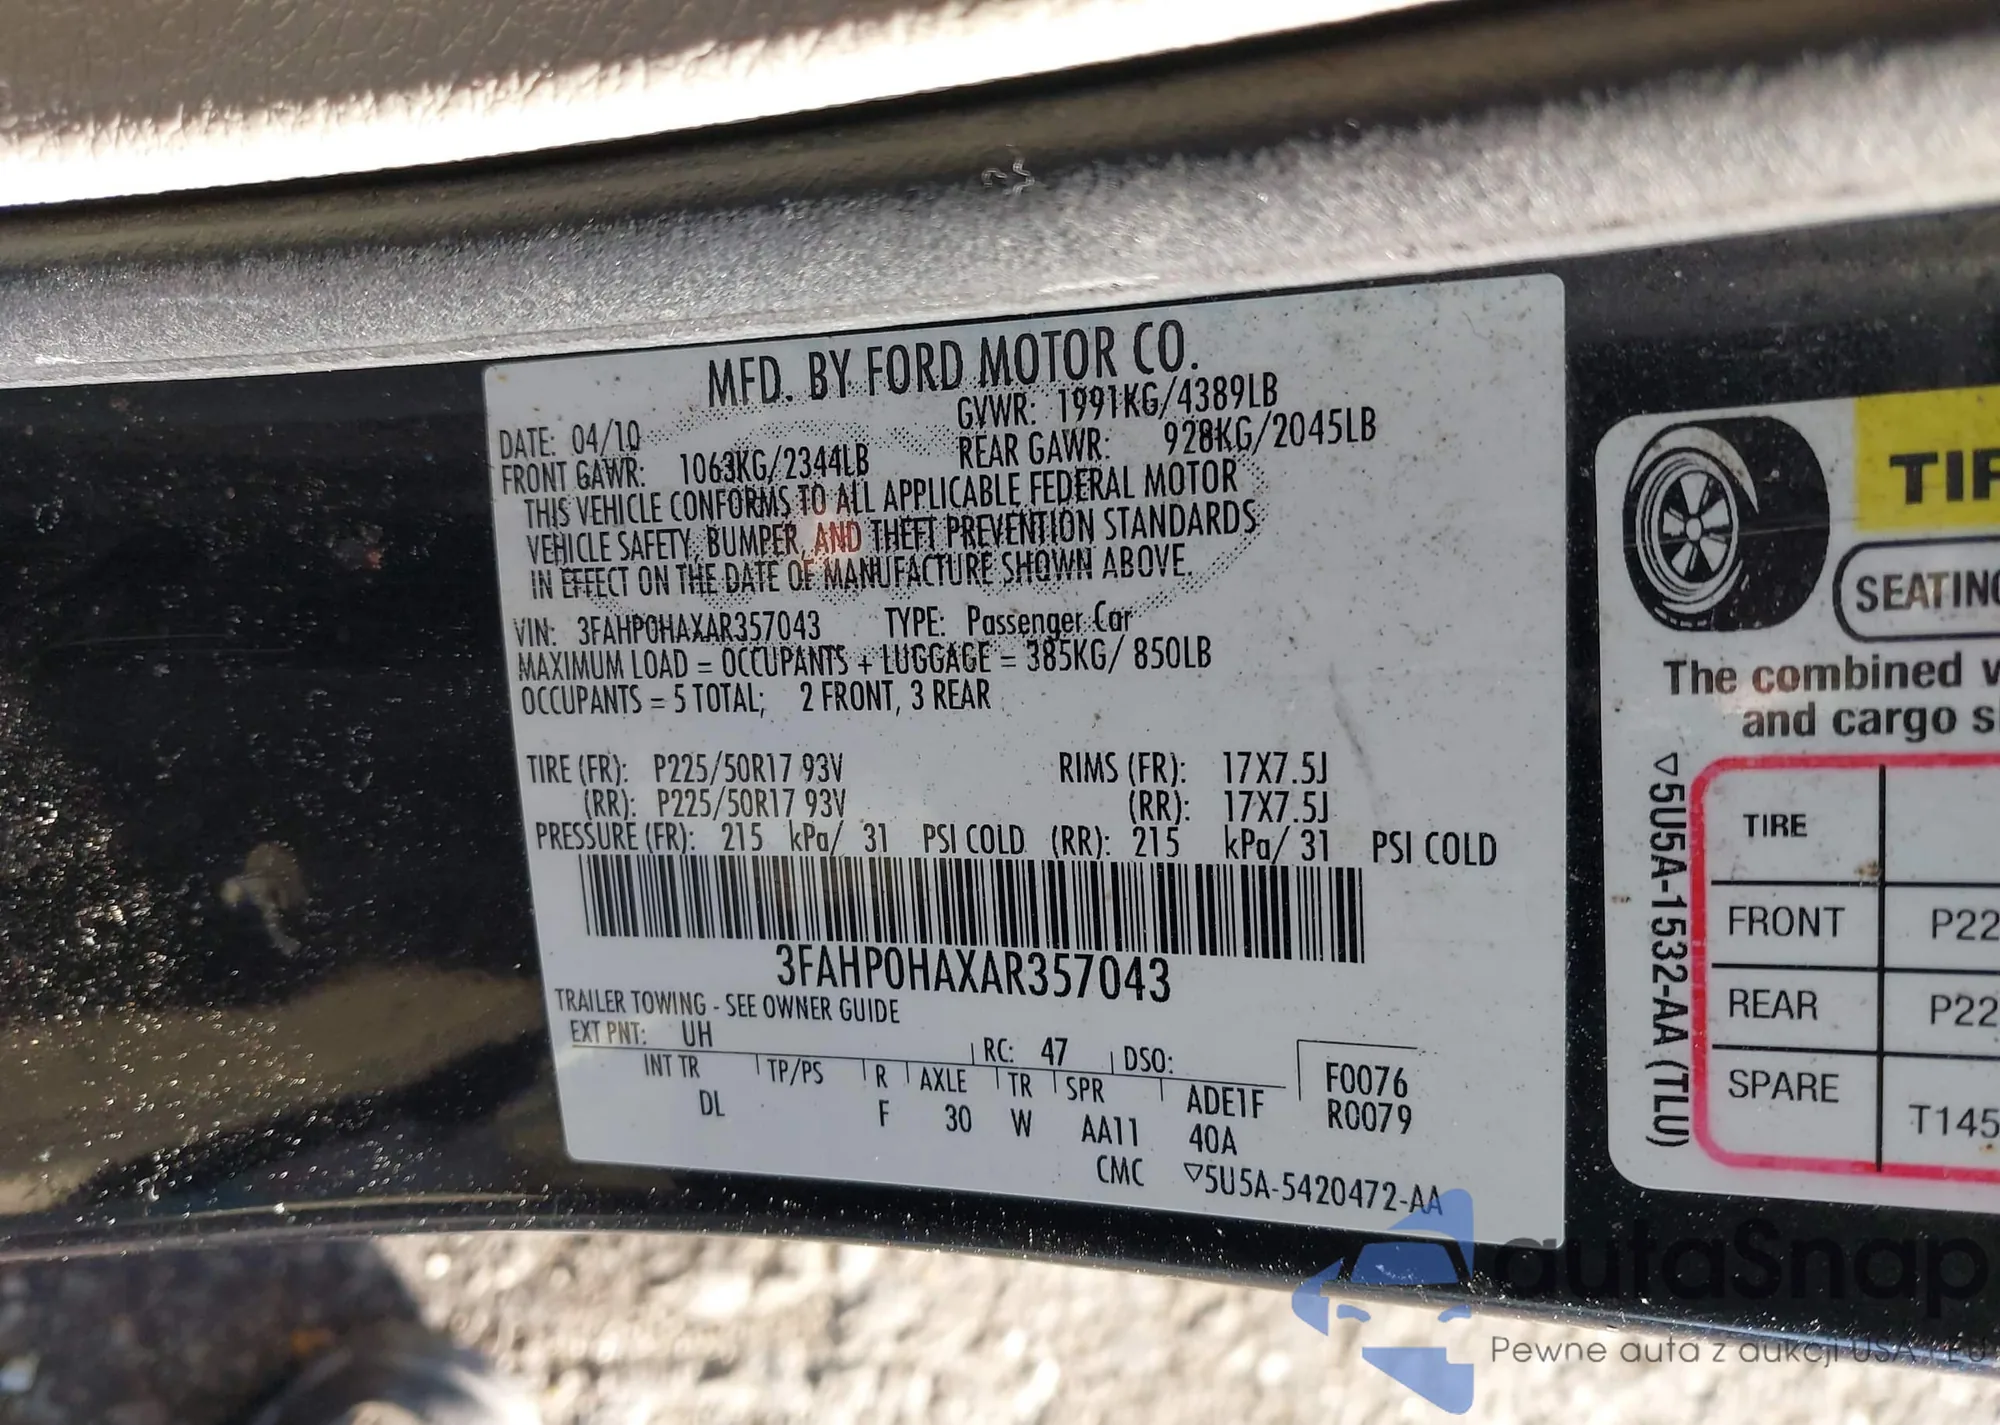 MFD. BY FORD MOTOR CO.
DATE: 04/10
GVWR: 1991KG/4389LB
FRONT GAWR: 1063KG/2344LB
REAR GAWR: 928KG/2045LB
THIS VEHICLE CONFORMS TO ALL APPLICABLE FEDERAL MOTOR
VEHICLE SAFETY, BUMPER, AND THEFT PREVENTION STANDARDS
IN EFFECT ON THE DATE OF MANUFACTURE SHOWN ABOVE.
VIN: 3FAHP0HAXAR357043 TYPE: Passenger Car
MAXIMUM LOAD = OCCUPANTS + LUGGAGE = 385KG/ 850LB
OCCUPANTS = 5 TOTAL; 2 FRONT, 3 REAR
TIRE (FR): P225/50R17 93V RIMS (FR): 17X7.5J
(RR): P225/50R17 93V (RR): 17X7.5J
PRESSURE (FR): 215 kPa/ 31 PSI COLD (RR): 215 kPa/ 31 PSI COLD
3FAHP0HAXAR357043
TRAILER TOWING - SEE OWNER GUIDE
EXT PNT: UH RC: 47 DSO:
INT TR TP/PS R AXLE TR SPR
DL F 30 W AA11
ADE1F
40A
F0076
R0079
CMC ▽5U5A-5420472-AA
TIR
SEATING
The combined w
and cargo s
▽5U5A-1532-AA (TLU)
TIRE
FRONT P22
REAR P22
SPARE T145
autaSnap
Pewne auta z aukcji USA i EU